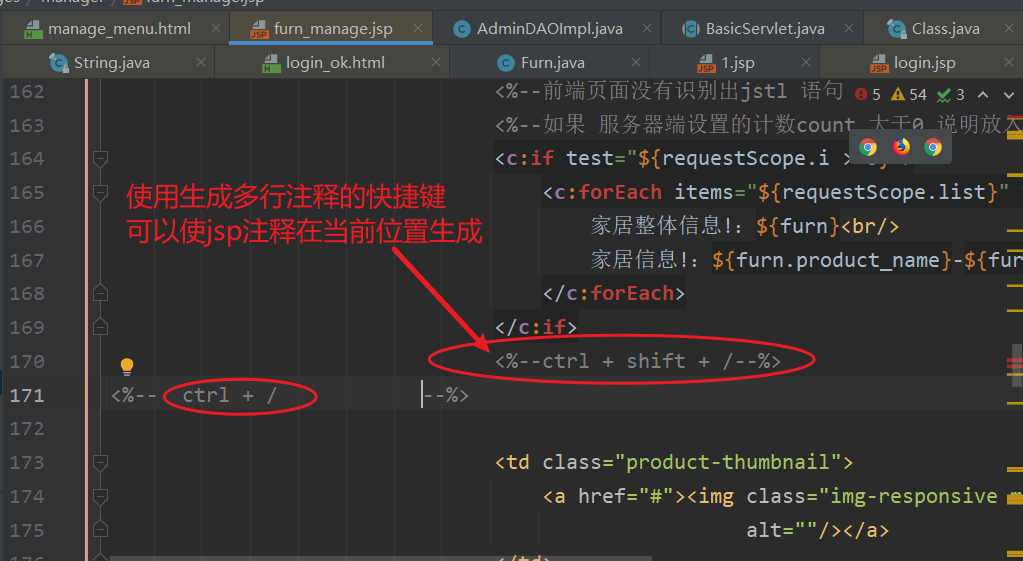 manager
furn_manage.jsp
manage_menu.html
furn_manage.jsp
AdminDAOImpl.java
BasicServlet.java
Class.java
String.java
login_ok.html
Furn.java
1.jsp
login.jsp
162 <%--前端页面没有识别出jstl 语句
5 54 3
163 <%--如果 服务器端设置的计数count 大于0 说明放入
164 <c:if test="${requestScope.i >
165 <c:forEach items="${requestScope.list}"
使用生成多行注释的快捷键
166 家居整体信息!: ${furn}<br/>
可以使jsp注释在当前位置生成
167 家居信息!: ${furn.product_name}-${fur
168 </c:forEach>
169 </c:if>
170 <%--ctrl + shift + /--%>
171 <%-- ctrl + / --%>
172
173 <td class="product-thumbnail">
174 <a href="#"><img class="img-responsive m
175 alt=""/></a>
176 </td>